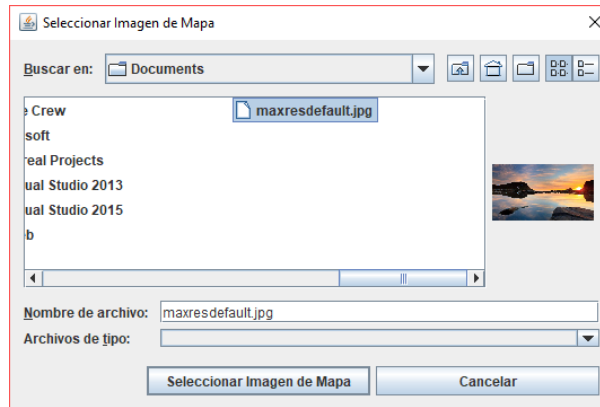 Seleccionar Imagen de Mapa
Buscar en: Documents
Crew
maxresdefault.jpg
soft
real Projects
ual Studio 2013
ual Studio 2015
b
Nombre de archivo: maxresdefault.jpg
Archivos de tipo:
Seleccionar Imagen de Mapa
Cancelar